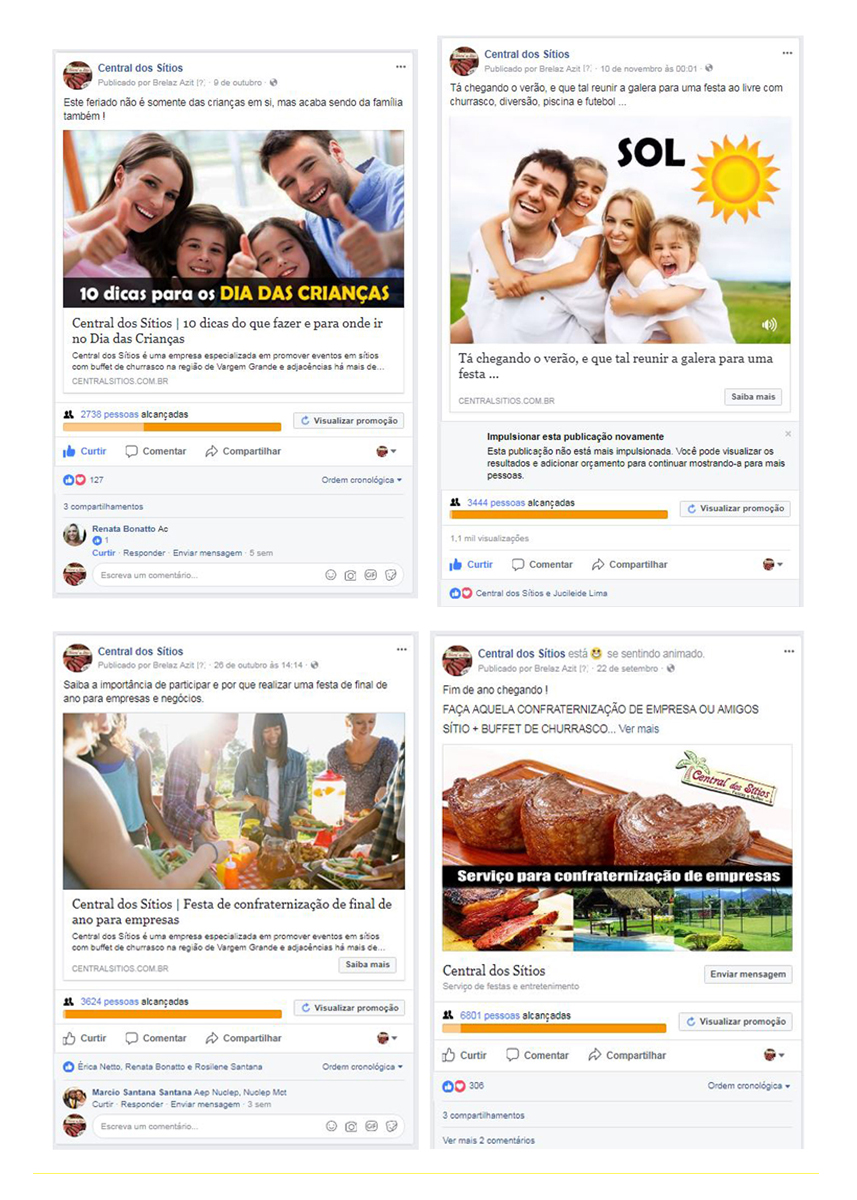 Central dos Sítios
Publicado por Brelaz Azit [?] · 9 de outubro ·
Este feriado não é somente das crianças em si, mas acaba sendo da família
também !
10 dicas para os DIA DAS CRIANÇAS
Central dos Sítios | 10 dicas do que fazer e para onde ir
no Dia das Crianças
Central dos Sítios é uma empresa especializada em promover eventos em sítios
com buffet de churrasco na região de Vargem Grande e adjacências há mais de...
CENTRALSITIOS.COM.BR
2738 pessoas alcançadas
Visualizar promoção
Curtir Comentar Compartilhar
127
Ordem cronológica
3 compartilhamentos
Renata Bonatto Ac
1
Curtir · Responder · Enviar mensagem · 5 sem
Escreva um comentário...
GIF
Central dos Sítios
Publicado por Brelaz Azit [?] · 10 de novembro às 00:01 ·
Tá chegando o verão, e que tal reunir a galera para uma festa ao livre com
churrasco, diversão, piscina e futebol ...
SOL
Tá chegando o verão, e que tal reunir a galera para uma
festa ...
CENTRALSITIOS.COM.BR
Saiba mais
Impulsionar esta publicação novamente
Esta publicação não está mais impulsionada. Você pode visualizar os
resultados e adicionar orçamento para continuar mostrando-a para mais
pessoas.
3444 pessoas alcançadas
Visualizar promoção
1,1 mil visualizações
Curtir Comentar Compartilhar
Central dos Sítios e Jucileide Lima
Central dos Sítios
Publicado por Brelaz Azit [?] · 26 de outubro às 14:14 ·
Saiba a importância de participar e por que realizar uma festa de final de
ano para empresas e negócios.
Central dos Sítios | Festa de confraternização de final de
ano para empresas
Central dos Sítios é uma empresa especializada em promover eventos em sítios
com buffet de churrasco na região de Vargem Grande e adjacências há mais de...
CENTRALSITIOS.COM.BR
Saiba mais
3624 pessoas alcançadas
Visualizar promoção
Curtir Comentar Compartilhar
Érica Netto, Renata Bonatto e Rosilene Santana
Ordem cronológica
Marcio Santana Santana Aep Nuclep, Nuclep Mct
Curtir · Responder · Enviar mensagem · 3 sem
Escreva um comentário...
GIF
Central dos Sítios está se sentindo animado.
Publicado por Brelaz Azit [?] · 22 de setembro ·
Fim de ano chegando !
FAÇA AQUELA CONFRATERNIZAÇÃO DE EMPRESA OU AMIGOS
SÍTIO + BUFFET DE CHURRASCO... Ver mais
Central dos Sítios
Serviço para confraternização de empresas
Central dos Sítios
Serviço de festas e entretenimento
Enviar mensagem
6801 pessoas alcançadas
Visualizar promoção
Curtir Comentar Compartilhar
306
Ordem cronológica
3 compartilhamentos
Ver mais 2 comentários